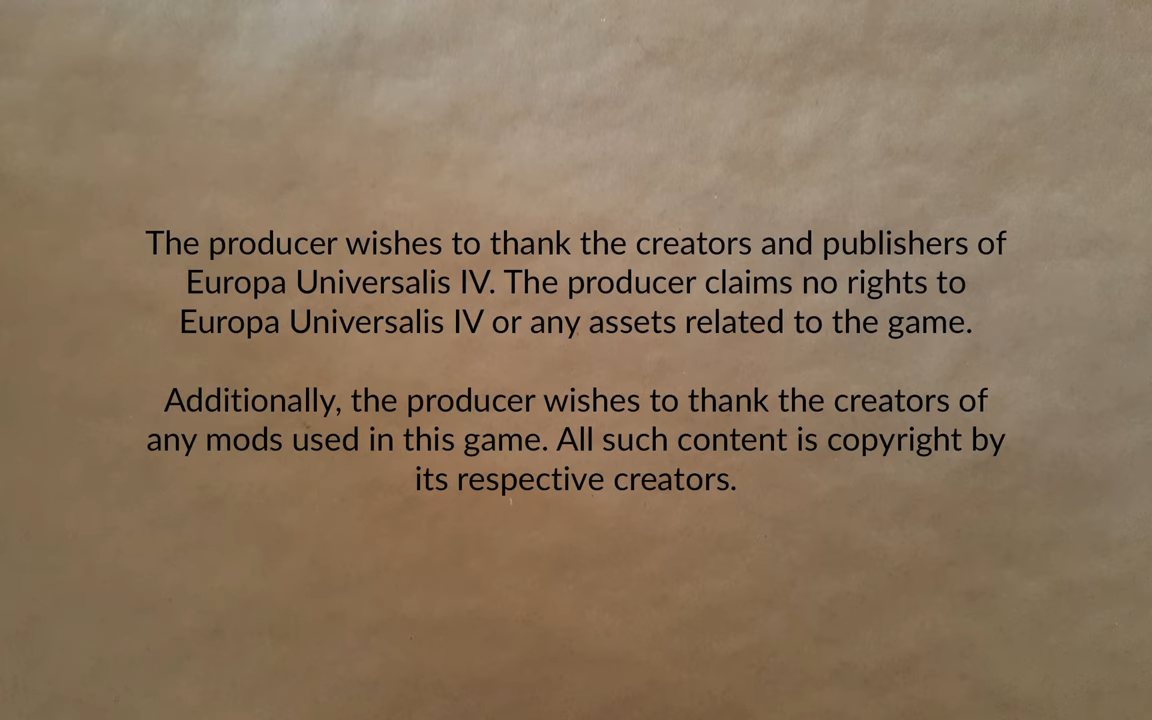 The producer wishes to thank the creators and publishers of
Europa Universalis IV. The producer claims no rights to
Europa Universalis IV or any assets related to the game.
Additionally, the producer wishes to thank the creators of
any mods used in this game. All such content is copyright by
its respective creators.